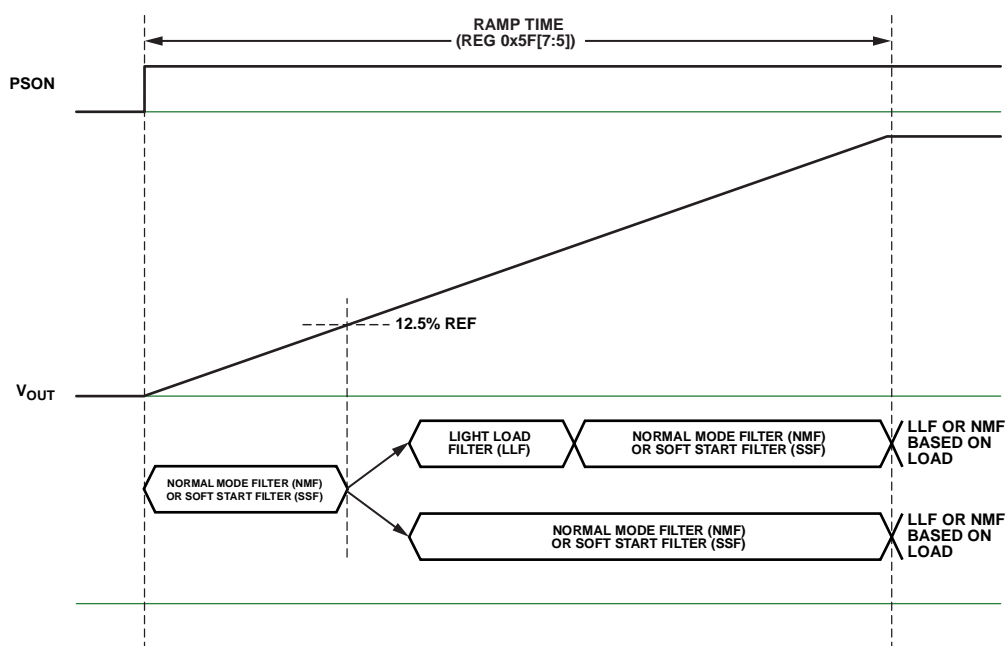 RAMP TIME
(REG 0x5F[7:5])
PSON
12.5% REF
VOUT
LIGHT LOAD
FILTER (LLF)
NORMAL MODE FILTER (NMF)
OR SOFT START FILTER (SSF)
LLF OR NMF
BASED ON
LOAD
NORMAL MODE FILTER (NMF)
OR SOFT START FILTER (SSF)
NORMAL MODE FILTER (NMF)
OR SOFT START FILTER (SSF)
LLF OR NMF
BASED ON
LOAD